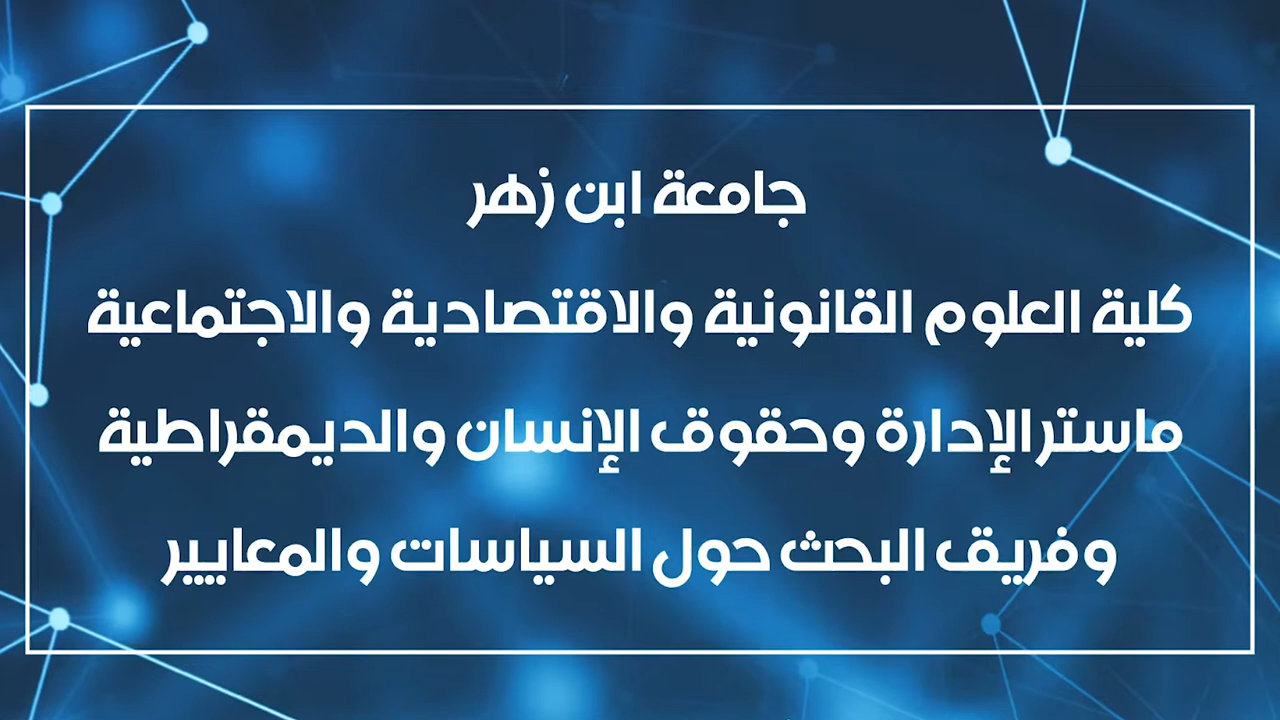 جامعة ابن زهر
كلية العلوم القانونية والاقتصادية والاجتماعية
ماستر الإدارة وحقوق الإنسان والديمقراطية
وفريق البحث حول السياسات والمعايير